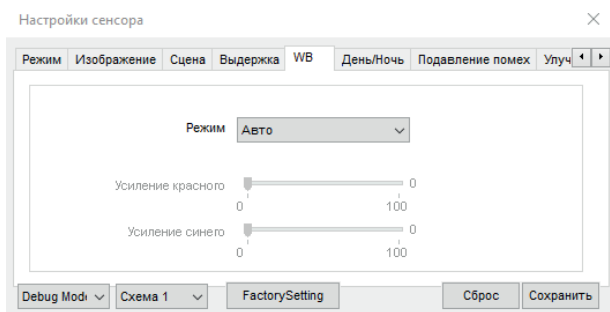 Настройки сенсора
Режим Изображение Сцена Выдержка WB День/Ночь Подавление помех Улуч
Режим Авто
Усиление красного 0
0 100
Усиление синего 0
0 100
Debug Mod Схема 1 FactorySetting Сброс Сохранить